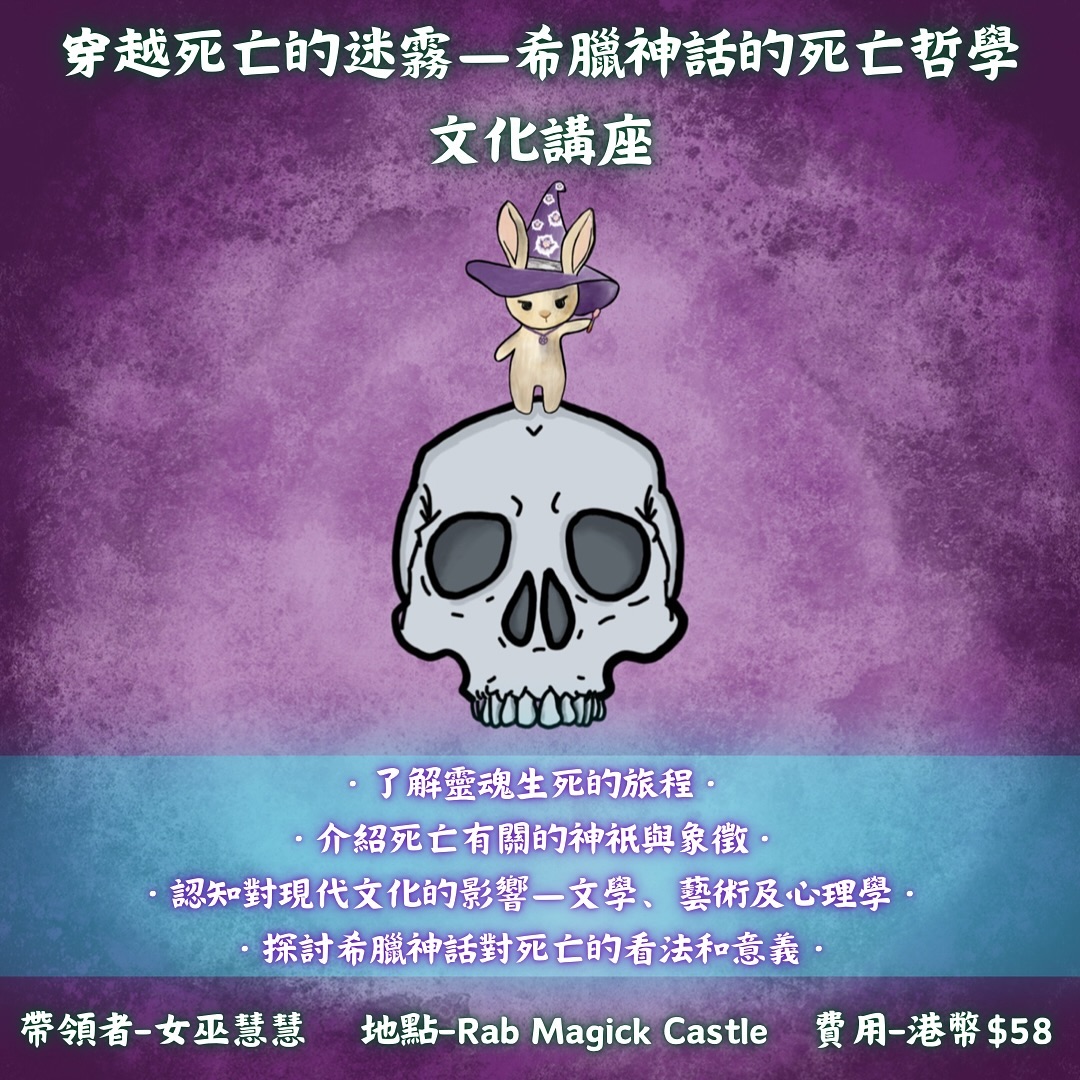 穿越死亡的迷霧—希臘神話的死亡哲學
文化講座
· 了解靈魂生死的旅程 ·
· 介紹死亡有關的神祇與象徵 ·
· 認知對現代文化的影響—文學、藝術及心理學 ·
· 探討希臘神話對死亡的看法和意義 ·
帶領者-女巫慧慧 地點-Rab Magick Castle 費用-港幣$58